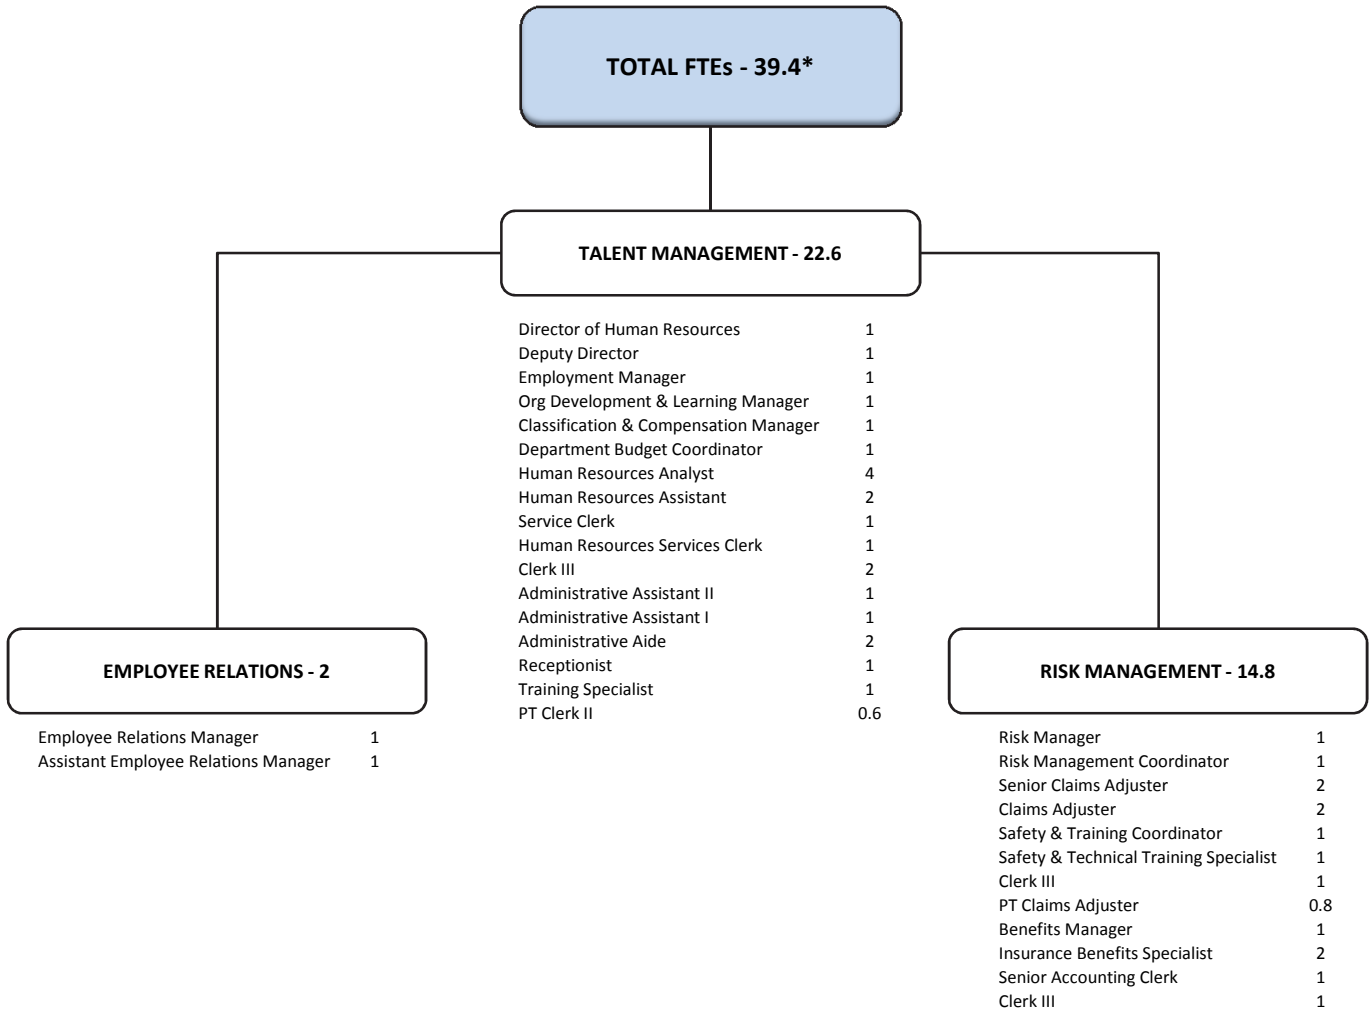 TOTAL FTEs - 39.4*
TALENT MANAGEMENT - 22.6
Director of Human Resources 1
Deputy Director 1
Employment Manager 1
Org Development & Learning Manager 1
Classification & Compensation Manager 1
Department Budget Coordinator 1
Human Resources Analyst 4
Human Resources Assistant 2
Service Clerk 1
Human Resources Services Clerk 1
Clerk III 2
Administrative Assistant II 1
Administrative Assistant I 1
Administrative Aide 2
Receptionist 1
Training Specialist 1
PT Clerk II 0.6
EMPLOYEE RELATIONS - 2
Employee Relations Manager 1
Assistant Employee Relations Manager 1
RISK MANAGEMENT - 14.8
Risk Manager 1
Risk Management Coordinator 1
Senior Claims Adjuster 2
Claims Adjuster 2
Safety & Training Coordinator 1
Safety & Technical Training Specialist 1
Clerk III 1
PT Claims Adjuster 0.8
Benefits Manager 1
Insurance Benefits Specialist 2
Senior Accounting Clerk 1
Clerk III 1